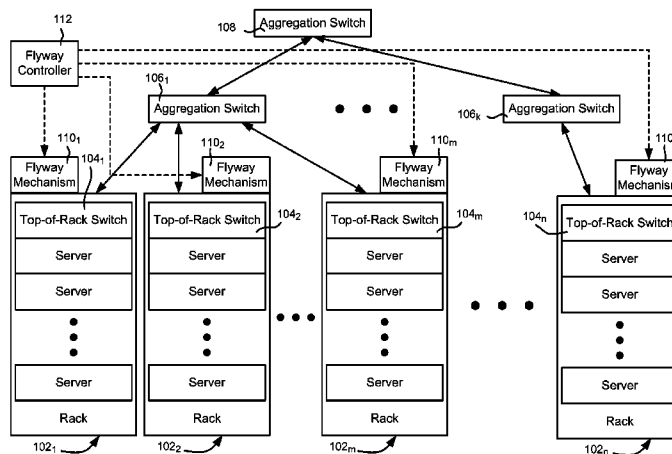 112
Flyway
Controller
108
Aggregation Switch
106₁
Aggregation Switch
106ₖ
Aggregation Switch
110₁
Flyway
Mechanism
104₁
110₂
Flyway
Mechanism
110ₘ
Flyway
Mechanism
110
Flyway
Mechanism
Top-of-Rack Switch
Server
Server
Server
Rack
102₁
104₂
Top-of-Rack Switch
Server
Server
Server
Rack
102₂
104ₘ
Top-of-Rack Switch
Server
Server
Server
Rack
102ₘ
104ₙ
Top-of-Rack Switch
Server
Server
Server
Rack
102ₙ